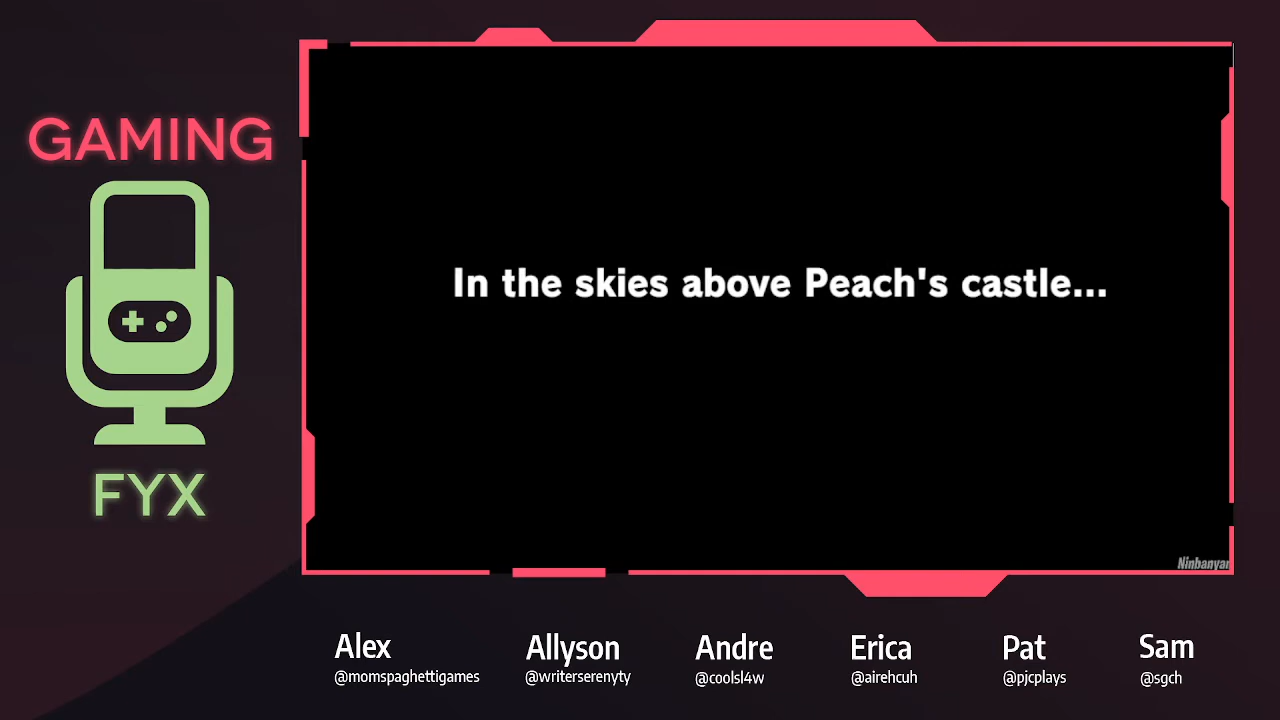 GAMING
FYX
In the skies above Peach's castle...
Alex
@momspaghettigames
Allyson
@writerserenyty
Andre
@coolsl4w
Erica
@airehcuh
Pat
@pjcplays
Sam
@sgch